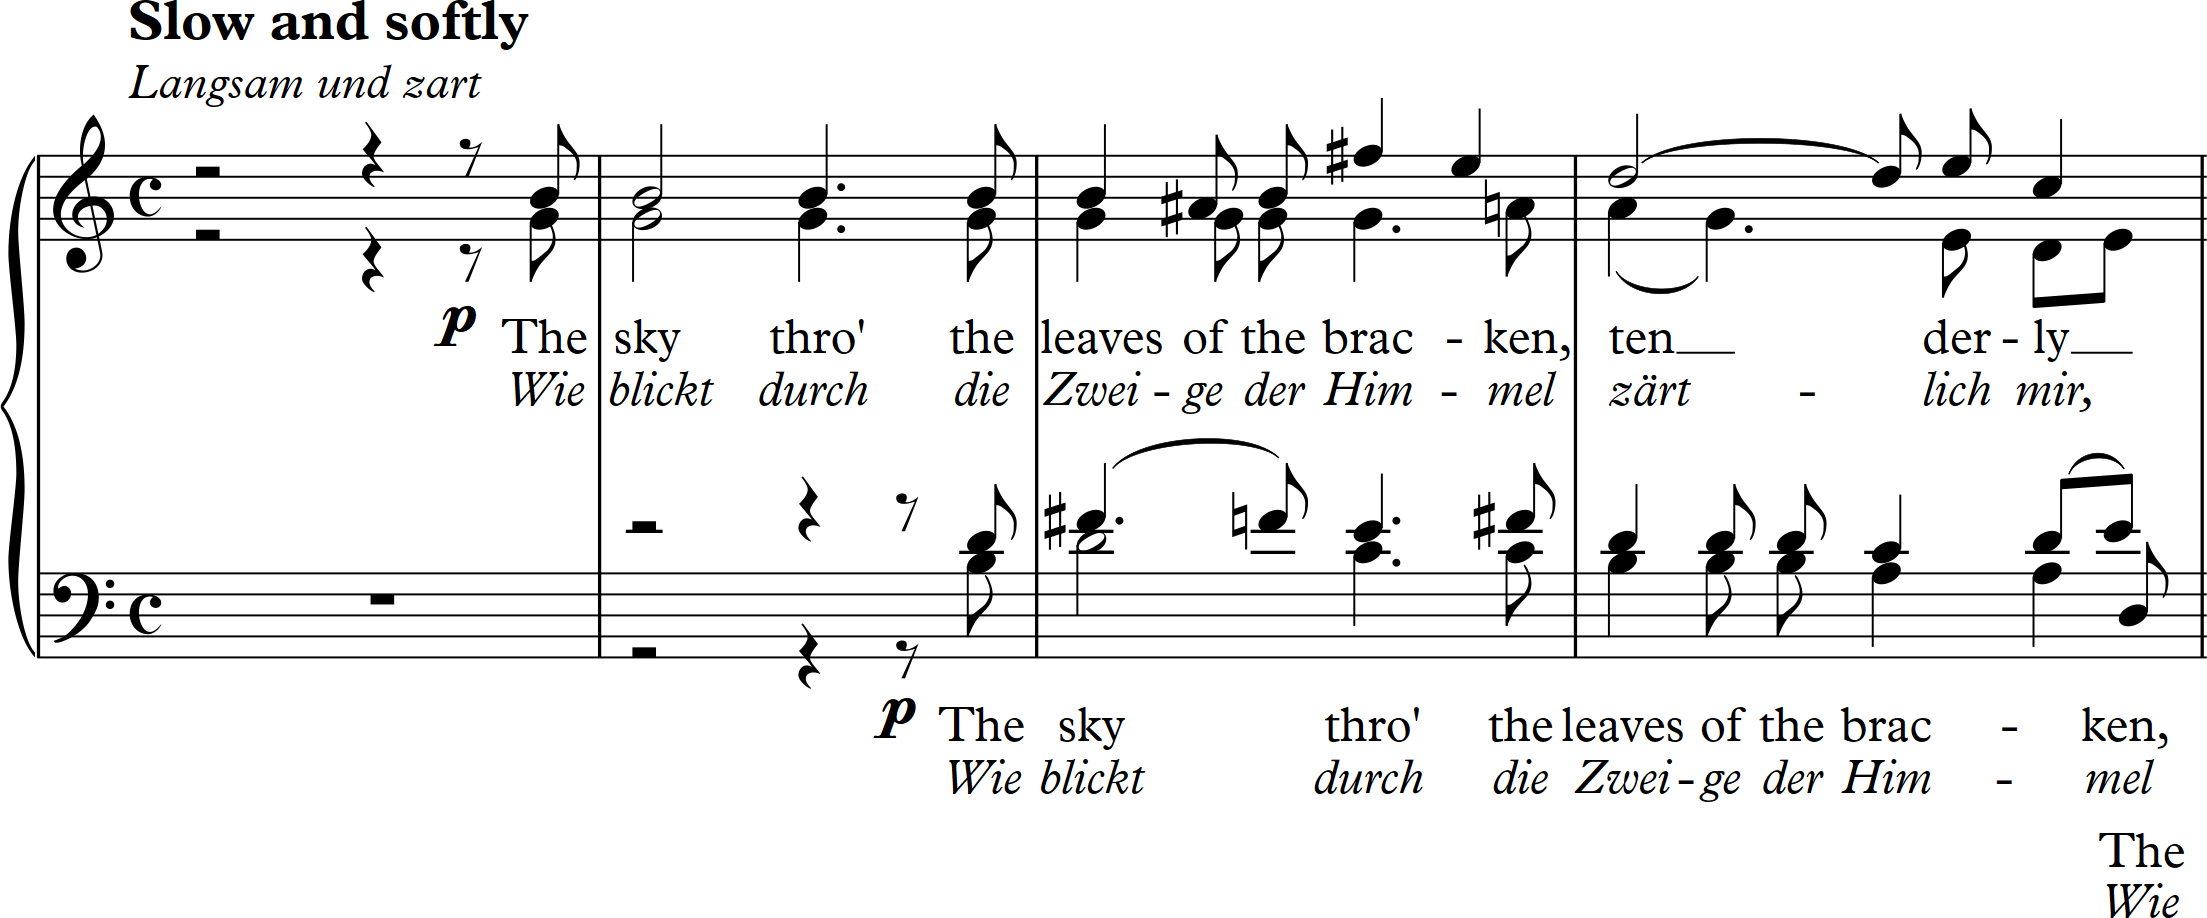 Slow and softly
Langsam und zart
p The sky thro' the leaves of the brac - ken, ten__ der - ly__
Wie blickt durch die Zwei - ge der Him - mel zärt - lich mir,
p The sky thro' the leaves of the brac - ken,
Wie blickt durch die Zwei - ge der Him - mel
The
Wie